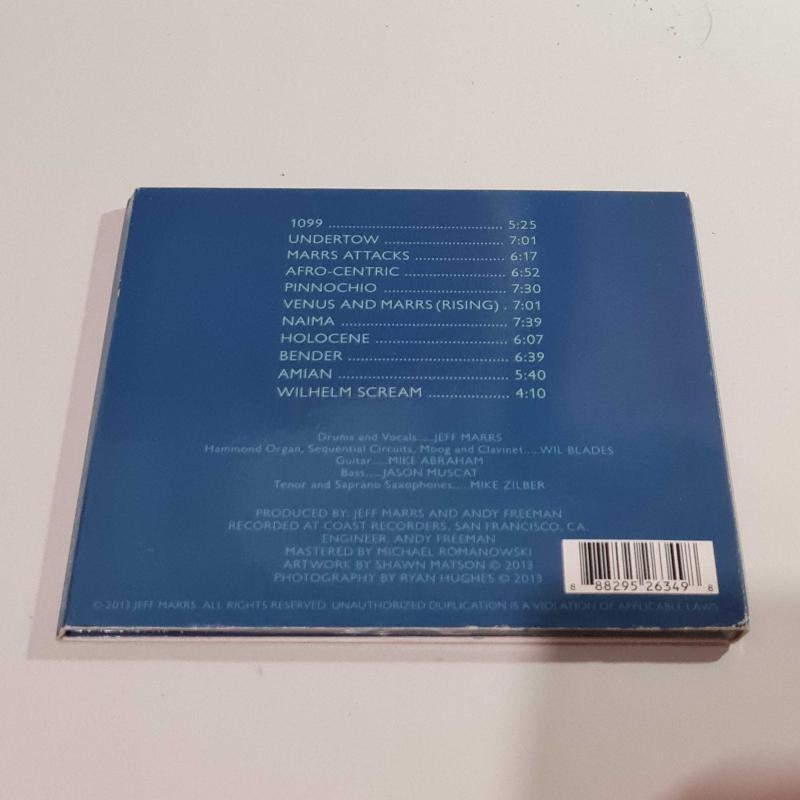 1099 ............................................ 5:25
UNDERTOW .............................. 7:01
MARRS ATTACKS ...................... 6:17
AFRO-CENTRIC ......................... 6:52
PINNOCHIO ............................... 7:30
VENUS AND MARRS (RISING) . 7:01
NAIMA ......................................... 7:39
HOLOCENE ................................ 6:07
BENDER ....................................... 6:39
AMIAN ......................................... 5:40
WILHELM SCREAM .................... 4:10
Drums and Vocals.....JEFF MARRS
Hammond Organ, Sequential Circuits, Moog and Clavinet.....WIL BLADES
Guitar.....MIKE ABRAHAM
Bass.....JASON MUSCAT
Tenor and Saprano Saxophones.....MIKE ZILBER
PRODUCED BY: JEFF MARRS AND ANDY FREEMAN
RECORDED AT COAST RECORDERS, SAN FRANCISCO, CA.
ENGINEER, ANDY FREEMAN
MASTERED BY MICHAEL ROMANOWSKI
ARTWORK BY SHAWN MATSON © 2013
PHOTOGRAPHY BY RYAN HUGHES © 2013
8 88295 26349 8
© 2013 JEFF MARRS. ALL RIGHTS RESERVED. UNAUTHORIZED DUPLICATION IS A VIOLATION OF APPLICABLE LAWS